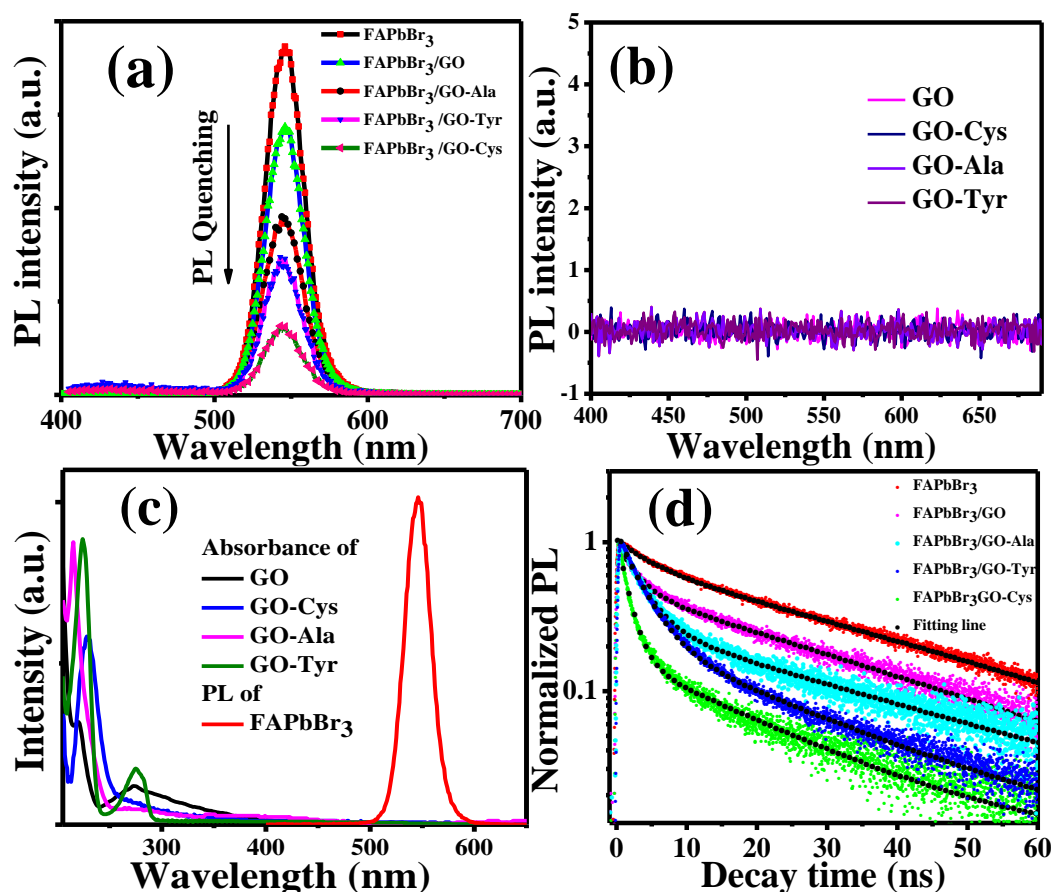 (a)
FAPbBr3
FAPbBr3/GO
FAPbBr3/GO-Ala
FAPbBr3 /GO-Tyr
FAPbBr3 /GO-Cys
PL Quenching
PL intensity (a.u.)
400 500 600 700
Wavelength (nm)
(b)
GO
GO-Cys
GO-Ala
GO-Tyr
PL intensity (a.u.)
5
4
3
2
1
0
-1
400 450 500 550 600 650
Wavelength (nm)
(c)
Absorbance of
GO
GO-Cys
GO-Ala
GO-Tyr
PL of
FAPbBr3
Intensity (a.u.)
300 400 500 600
Wavelength (nm)
(d)
FAPbBr3
FAPbBr3/GO
FAPbBr3/GO-Ala
FAPbBr3/GO-Tyr
FAPbBr3GO-Cys
Fitting line
Normalized PL
1
0.1
0 10 20 30 40 50 60
Decay time (ns)